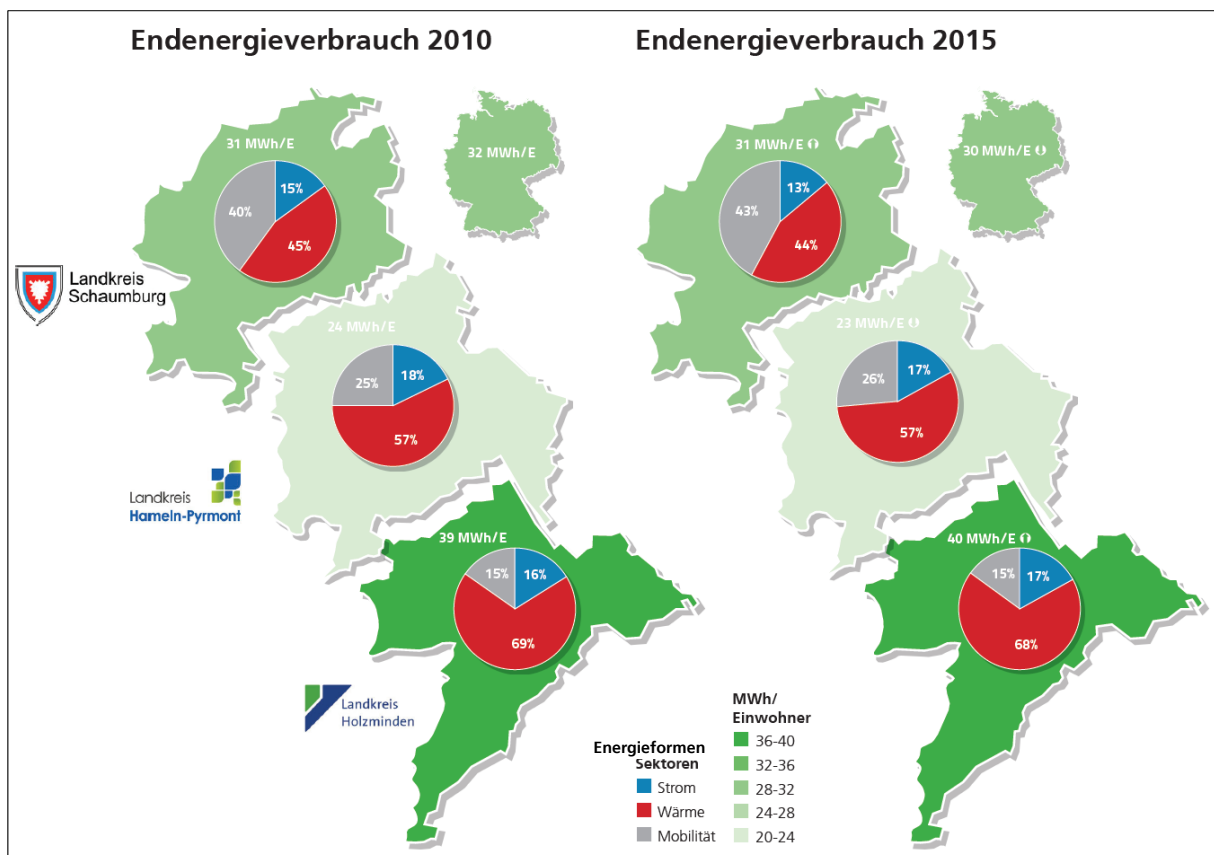 Endenergieverbrauch 2010
31 MWh/E
32 MWh/E
15%
40%
45%
Landkreis
Schaumburg
24 MWh/E
18%
25%
57%
Landkreis
Hameln-Pyrmont
39 MWh/E
15%
16%
69%
Landkreis
Holzminden
Endenergieverbrauch 2015
31 MWh/E
30 MWh/E
13%
43%
44%
23 MWh/E
17%
26%
57%
40 MWh/E
15%
17%
68%
Energieformen
Sektoren
Strom
Wärme
Mobilität
MWh/
Einwohner
36-40
32-36
28-32
24-28
20-24